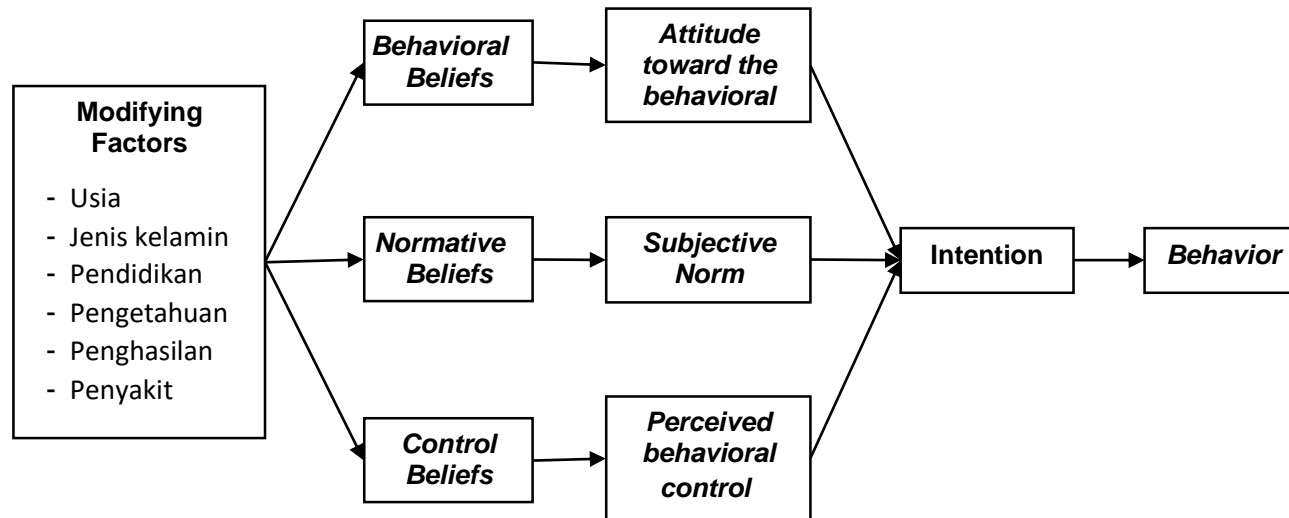 Modifying
Factors
- Usia
- Jenis kelamin
- Pendidikan
- Pengetahuan
- Penghasilan
- Penyakit
Behavioral
Beliefs
Attitude
toward the
behavioral
Normative
Beliefs
Subjective
Norm
Control
Beliefs
Perceived
behavioral
control
Intention
Behavior